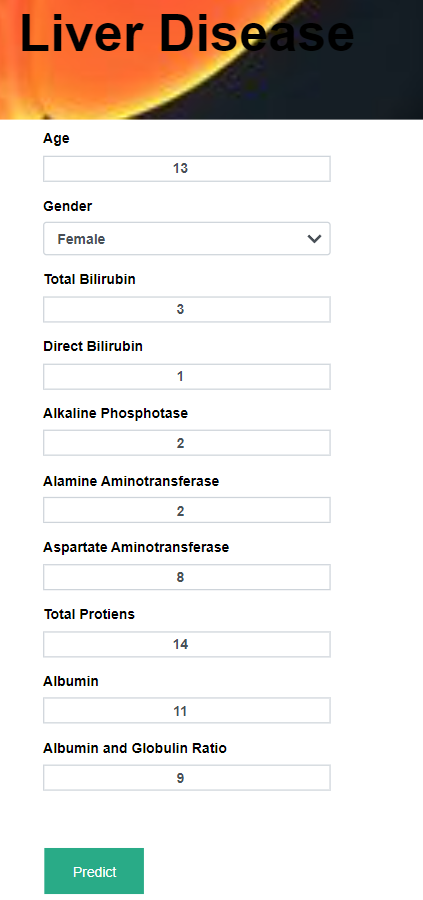 Liver Disease
Age
13
Gender
Female
Total Bilirubin
3
Direct Bilirubin
1
Alkaline Phosphotase
2
Alamine Aminotransferase
2
Aspartate Aminotransferase
8
Total Protiens
14
Albumin
11
Albumin and Globulin Ratio
9
Predict